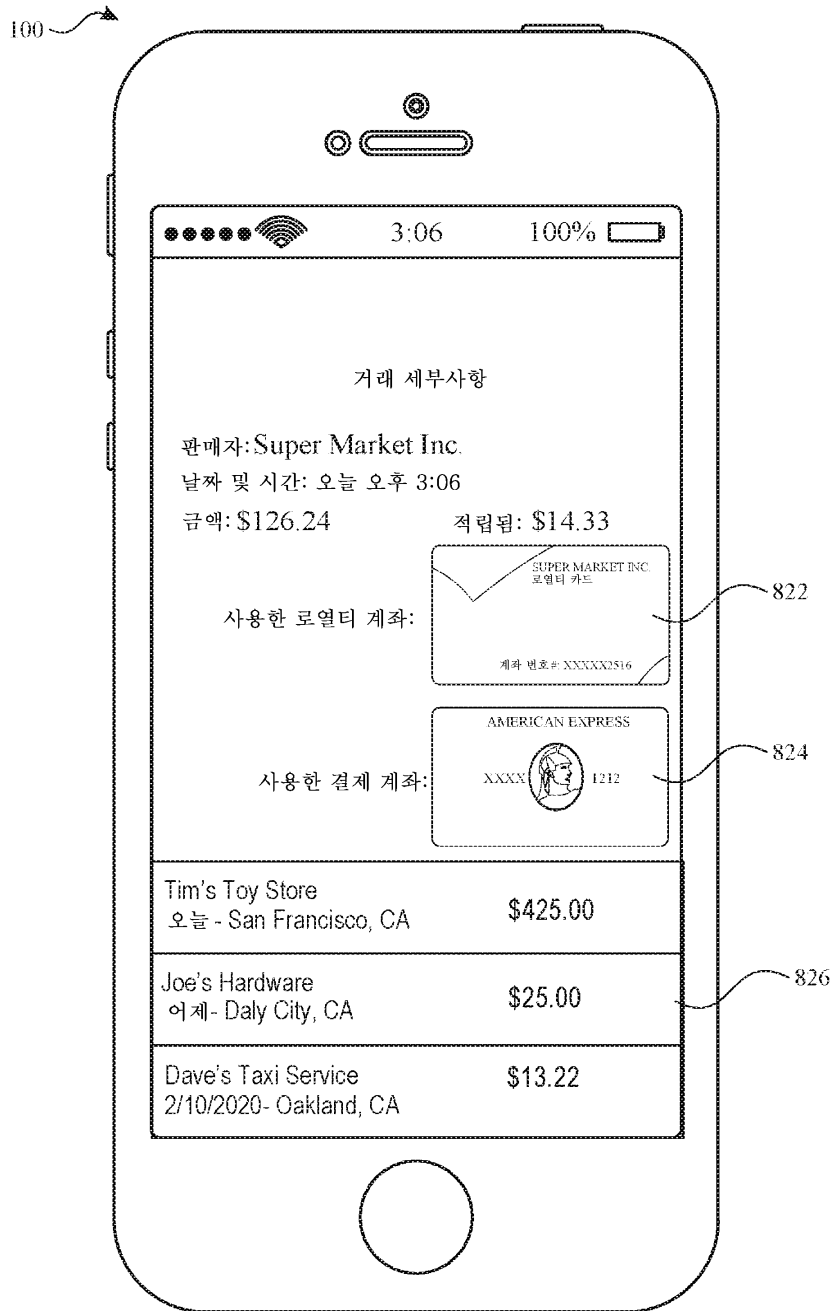 100
3:06 100%
거래 세부사항
판매자: Super Market Inc.
날짜 및 시간: 오늘 오후 3:06
금액: $126.24 적립됨: $14.33
SUPER MARKET INC.
로열티 카드
822
사용한 로열티 계좌:
계좌 번호#: XXXXX2516
AMERICAN EXPRESS
824
사용한 결제 계좌:
XXXX 1212
Tim's Toy Store
오늘 - San Francisco, CA
$425.00
Joe's Hardware
어제- Daly City, CA
$25.00
826
Dave's Taxi Service
2/10/2020- Oakland, CA
$13.22